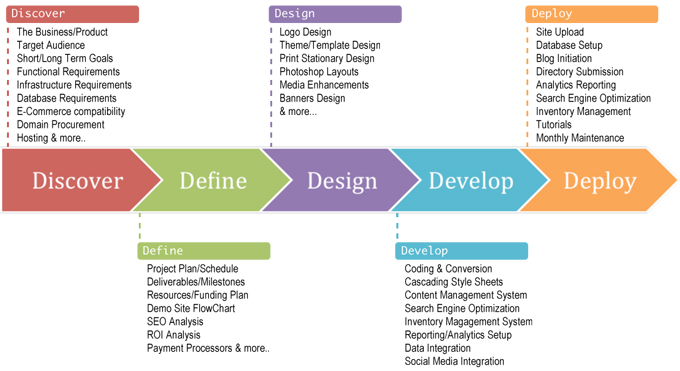 Discover
The Business/Product
Target Audience
Short/Long Term Goals
Functional Requirements
Infrastructure Requirements
Database Requirements
E-Commerce compatibility
Domain Procurement
Hosting & more..
Design
Logo Design
Theme/Template Design
Print Stationary Design
Photoshop Layouts
Media Enhancements
Banners Design
& more...
Deploy
Site Upload
Database Setup
Blog Initiation
Directory Submission
Analytics Reporting
Search Engine Optimization
Inventory Management
Tutorials
Monthly Maintenance
Discover
Define
Design
Develop
Deploy
Define
Project Plan/Schedule
Deliverables/Milestones
Resources/Funding Plan
Demo Site FlowChart
SEO Analysis
ROI Analysis
Payment Processors & more..
Develop
Coding & Conversion
Cascading Style Sheets
Content Management System
Search Engine Optimization
Inventory Magagement System
Reporting/Analytics Setup
Data Integration
Social Media Integration